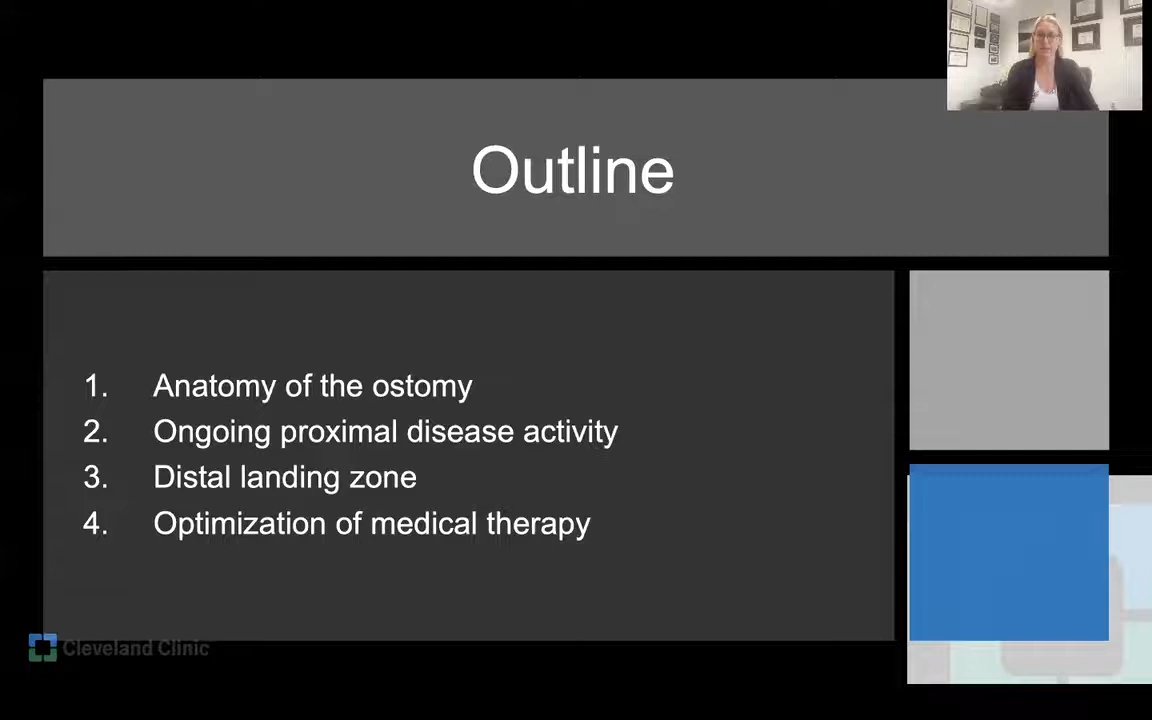 Outline
1. Anatomy of the ostomy
2. Ongoing proximal disease activity
3. Distal landing zone
4. Optimization of medical therapy
Cleveland Clinic